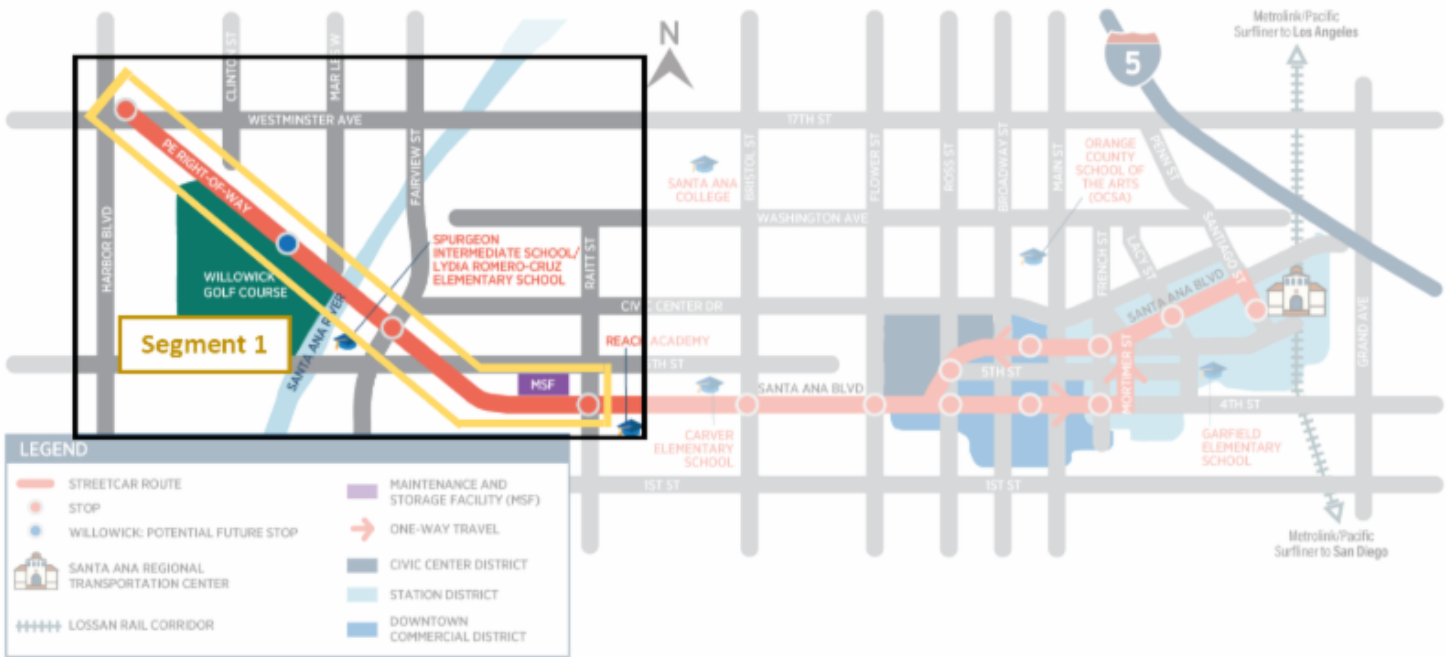 Metrolink/Pacific
Surfliner to Los Angeles
N
5
CLINTON ST
MAR LES W
WESTMINSTER AVE
17TH ST
PE RIGHT-OF-WAY
FAIRVIEW ST
HARBOR BLVD
SANTA ANA
COLLEGE
BRISTOL ST
FLOWER ST
ROSS ST
BROADWAY ST
MAIN ST
ORANGE
COUNTY
SCHOOL OF
THE ARTS
(OCSA)
PENN ST
WASHINGTON AVE
SPURGEON
INTERMEDIATE SCHOOL/
LYDIA ROMERO-CRUZ
ELEMENTARY SCHOOL
RAITT ST
FRENCH ST
LACY ST
SANTIAGO ST
WILLOWICK
GOLF COURSE
SANTA ANA RIVER
CIVIC CENTER DR
SANTA ANA BLVD
GRAND AVE
Segment 1
REACH ACADEMY
TH ST
5TH ST
MORTIMER ST
MSF
SANTA ANA BLVD
4TH ST
CARVER
ELEMENTARY
SCHOOL
GARFIELD
ELEMENTARY
SCHOOL
1ST ST
1ST ST
Metrolink/Pacific
Surfliner to San Diego
LEGEND
STREETCAR ROUTE
STOP
WILLOWICK: POTENTIAL FUTURE STOP
SANTA ANA REGIONAL
TRANSPORTATION CENTER
LOSSAN RAIL CORRIDOR
MAINTENANCE AND
STORAGE FACILITY (MSF)
ONE-WAY TRAVEL
CIVIC CENTER DISTRICT
STATION DISTRICT
DOWNTOWN
COMMERCIAL DISTRICT